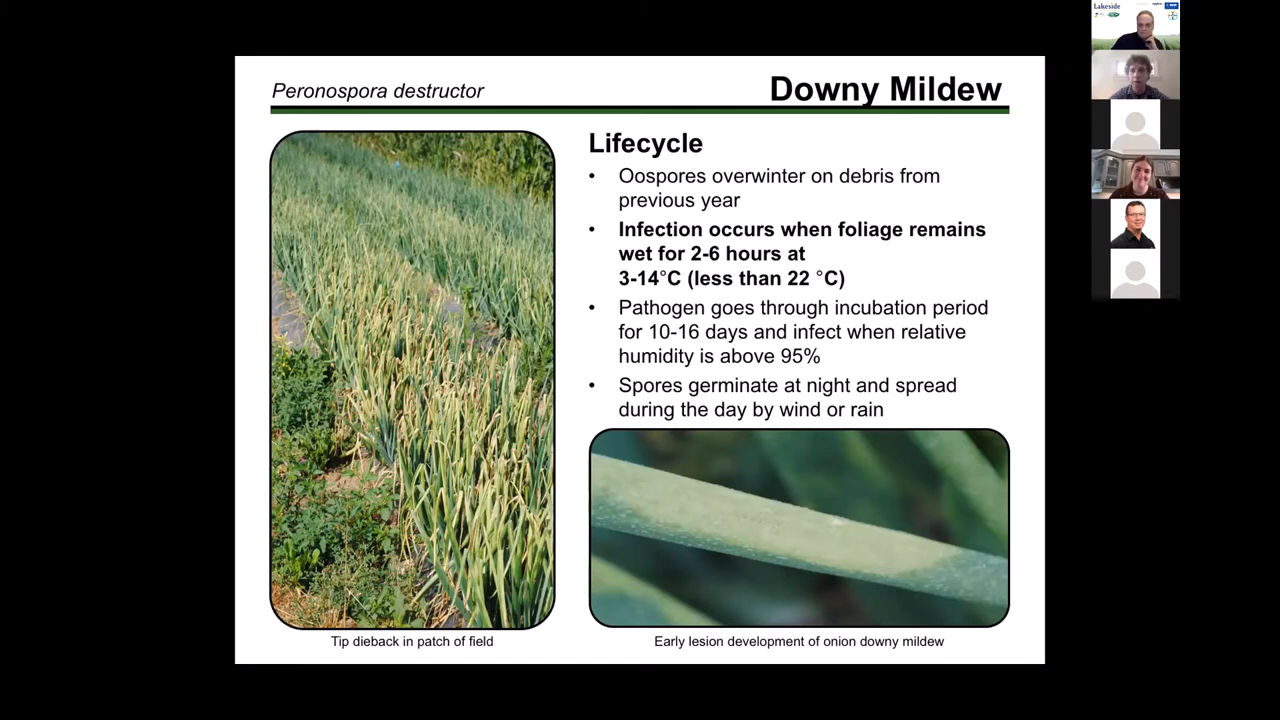 Peronospora destructor
Downy Mildew
Lifecycle
• Oospores overwinter on debris from
previous year
• Infection occurs when foliage remains
wet for 2-6 hours at
3-14°C (less than 22 °C)
• Pathogen goes through incubation period
for 10-16 days and infect when relative
humidity is above 95%
• Spores germinate at night and spread
during the day by wind or rain
Tip dieback in patch of field
Early lesion development of onion downy mildew
Lakeside